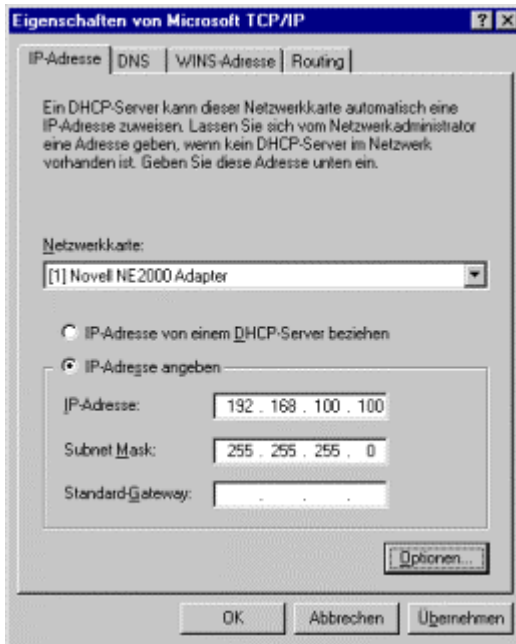 Eigenschaften von Microsoft TCP/IP
IP-Adresse DNS WINS-Adresse Routing
Ein DHCP-Server kann dieser Netzwerkkarte automatisch eine
IP-Adresse zuweisen. Lassen Sie sich vom Netzwerkadministrator
eine Adresse geben, wenn kein DHCP-Server im Netzwerk
vorhanden ist. Geben Sie diese Adresse unten ein.
Netzwerkkarte:
[1] Novell NE2000 Adapter
IP-Adresse von einem DHCP-Server beziehen
IP-Adresse angeben
IP-Adresse: 192 . 168 . 100 . 100
Subnet Mask: 255 . 255 . 255 . 0
Standard-Gateway: . . .
Optionen...
OK Abbrechen Übernehmen